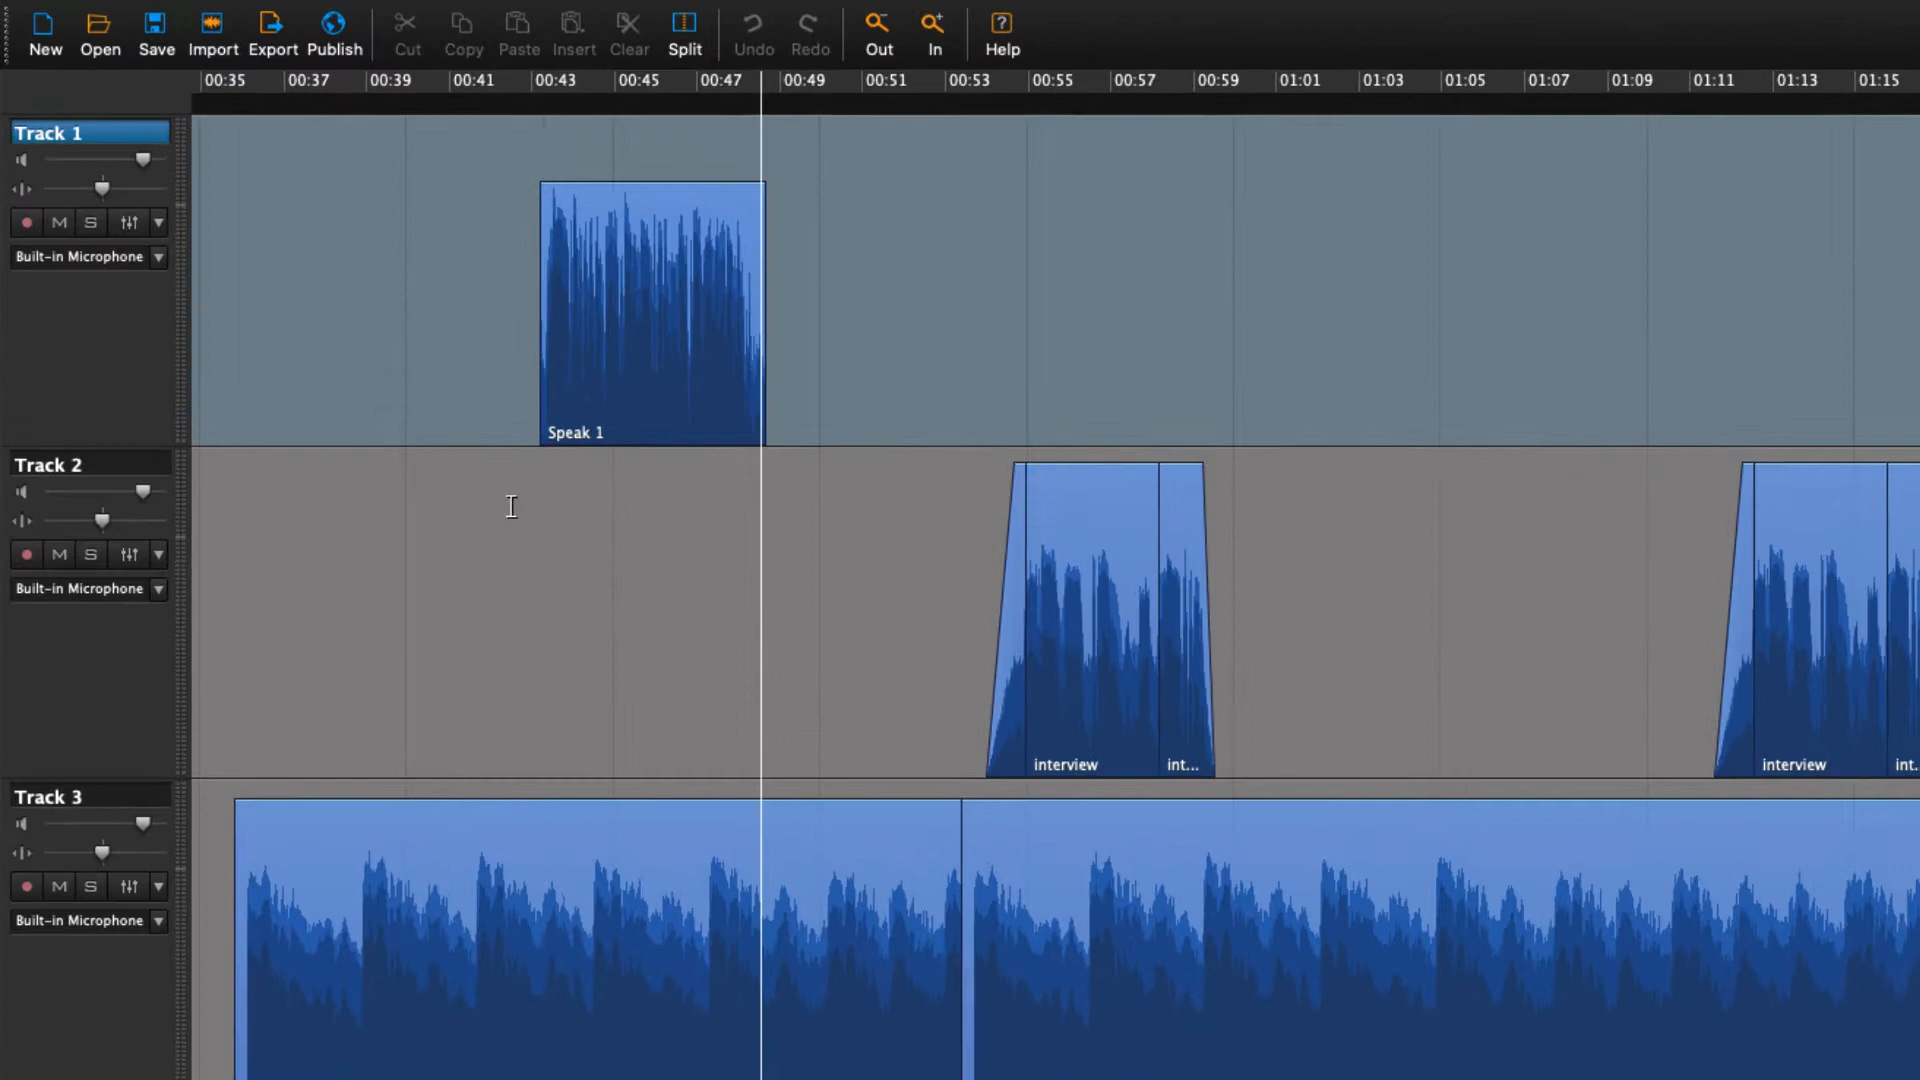 New Open Save Import Export Publish Cut Copy Paste Insert Clear Split Undo Redo Out In Help
00:35 00:37 00:39 00:41 00:43 00:45 00:47 00:49 00:51 00:53 00:55 00:57 00:59 01:01 01:03 01:05 01:07 01:09 01:11 01:13 01:15
Track 1
M S
Built-in Microphone
Speak 1
Track 2
M S
Built-in Microphone
interview int... interview int.
Track 3
M S
Built-in Microphone